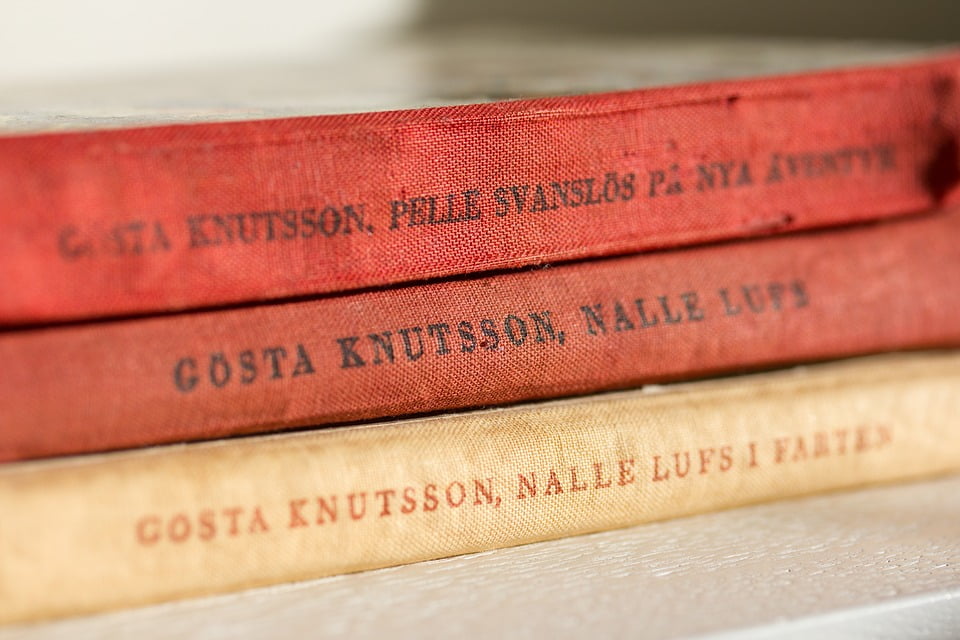 GÖSTA KNUTSSON, PELLE SVANSLÖS PÅ NYA ÄVENTYR
GÖSTA KNUTSSON, NALLE LUFS
GÖSTA KNUTSSON, NALLE LUFS I FARTEN